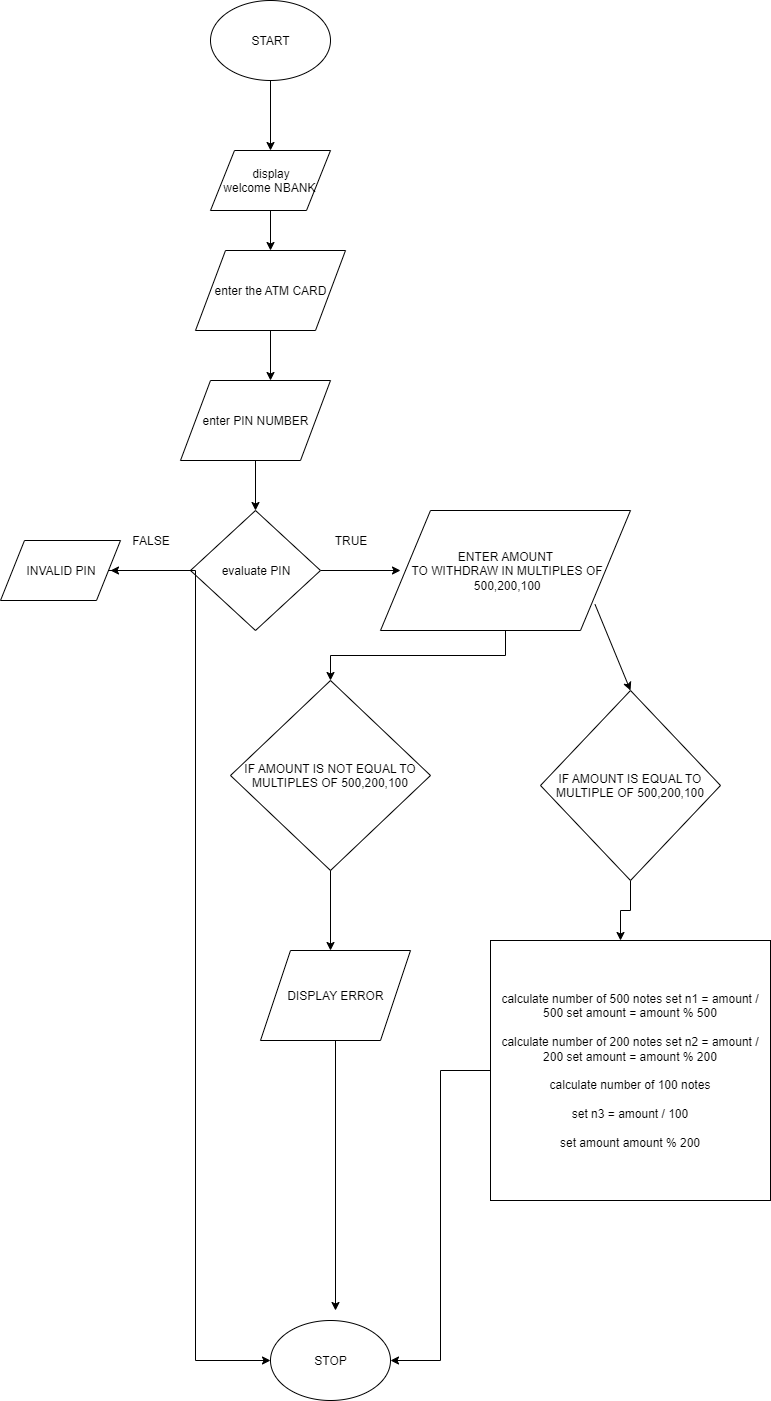 START
display
welcome NBANK
enter the ATM CARD
enter PIN NUMBER
FALSE
TRUE
INVALID PIN
evaluate PIN
ENTER AMOUNT
TO WITHDRAW IN MULTIPLES OF
500,200,100
IF AMOUNT IS NOT EQUAL TO
MULTIPLES OF 500,200,100
IF AMOUNT IS EQUAL TO
MULTIPLE OF 500,200,100
DISPLAY ERROR
calculate number of 500 notes set n1 = amount /
500 set amount = amount % 500
calculate number of 200 notes set n2 = amount /
200 set amount = amount % 200
calculate number of 100 notes
set n3 = amount / 100
set amount amount % 200
STOP